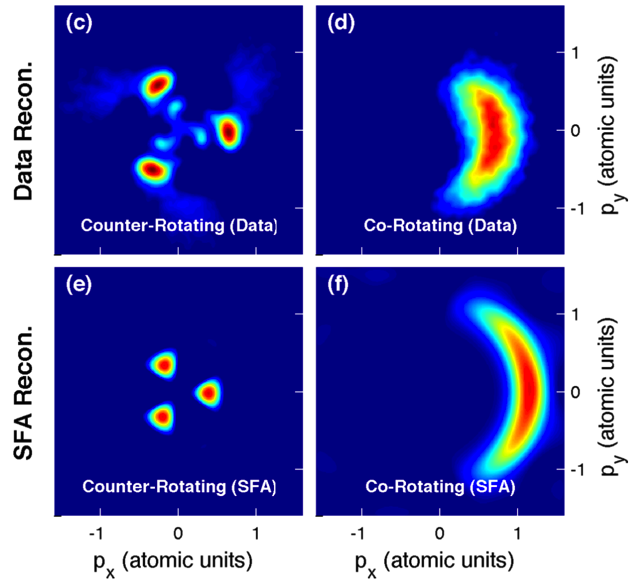 (c)
(d)
Data Recon.
1
0
-1
p_y (atomic units)
Counter-Rotating (Data)
Co-Rotating (Data)
(e)
(f)
SFA Recon.
1
0
-1
p_y (atomic units)
Counter-Rotating (SFA)
Co-Rotating (SFA)
-1 0 1
-1 0 1
p_x (atomic units)
p_x (atomic units)